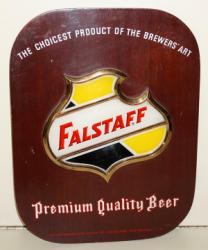 THE CHOICEST PRODUCT OF THE BREWERS' ART
FALSTAFF
Premium Quality Beer